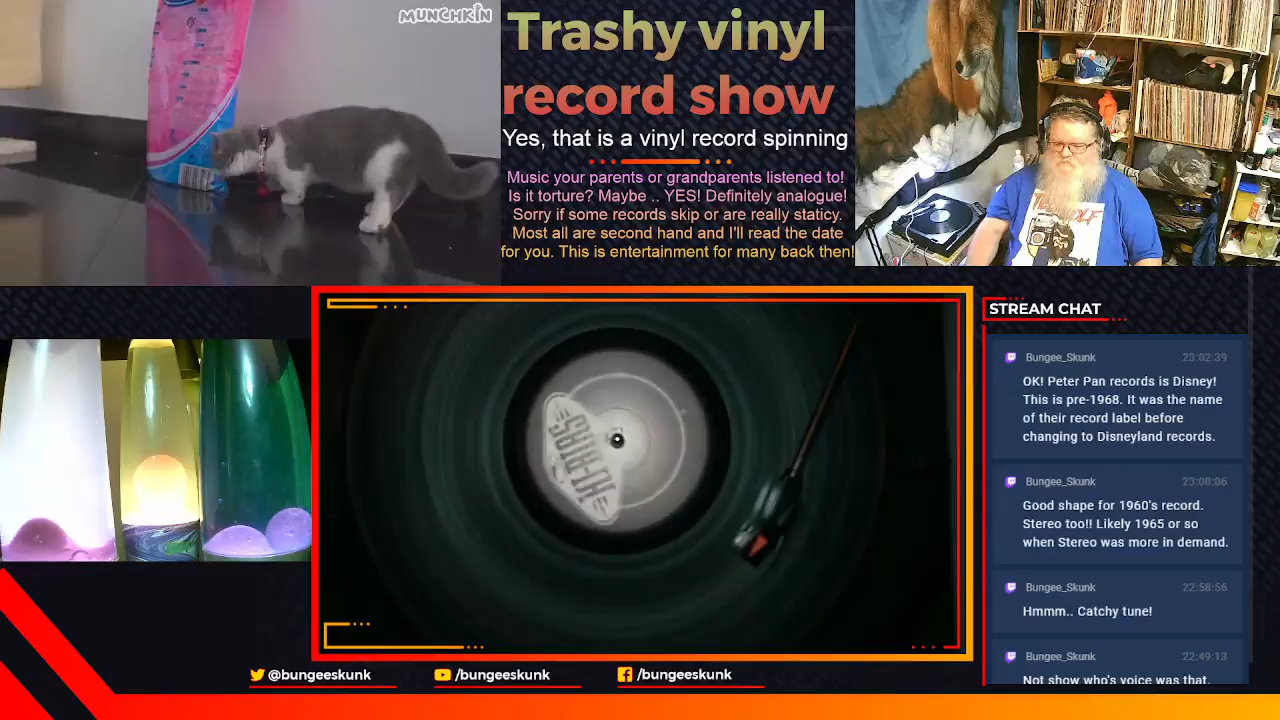 MUNCHKIN
Trashy vinyl
record show
Yes, that is a vinyl record spinning
Music your parents or grandparents listened to!
Is it torture? Maybe .. YES! Definitely analogue!
Sorry if some records skip or are really staticy.
Most all are second hand and I'll read the date
for you. This is entertainment for many back then!
STREAM CHAT
Bungee_Skunk 23:02:39
OK! Peter Pan records is Disney!
This is pre-1968. It was the name
of their record label before
changing to Disneyland records.
Bungee_Skunk 23:00:06
Good shape for 1960's record.
Stereo too!! Likely 1965 or so
when Stereo was more in demand.
Bungee_Skunk 22:58:56
Hmmm.. Catchy tune!
Bungee_Skunk 22:49:13
Not show who's voice was that.
@bungeeskunk
/bungeeskunk
/bungeeskunk